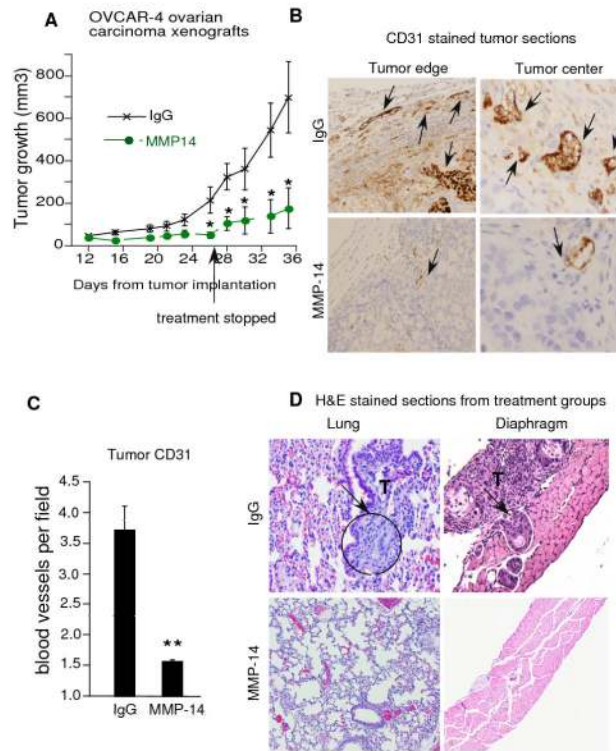 A
OVCAR-4 ovarian
carcinoma xenografts
800
600
400
200
0
Tumor growth (mm3)
IgG
MMP14
* * * * * *
12 16 20 24 28 32 36
Days from tumor implantation
treatment stopped
B
CD31 stained tumor sections
Tumor edge Tumor center
IgG
MMP-14
C
Tumor CD31
4.5
4.0
3.5
3.0
2.5
2.0
1.5
1.0
blood vessels per field
**
IgG MMP-14
D H&E stained sections from treatment groups
Lung Diaphragm
IgG
T T
MMP-14